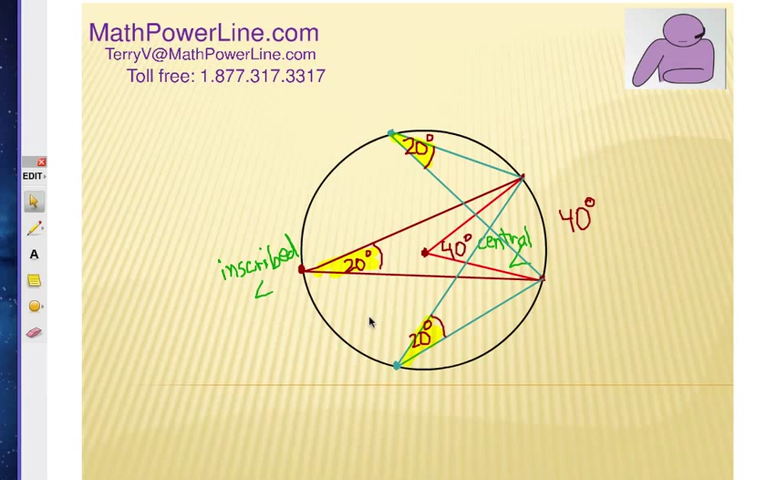 MathPowerLine.com
TerryV@MathPowerLine.com
Toll free: 1.877.317.3317
20°
EDIT
40°
40° central
<
inscribed
<
20°
A
20°